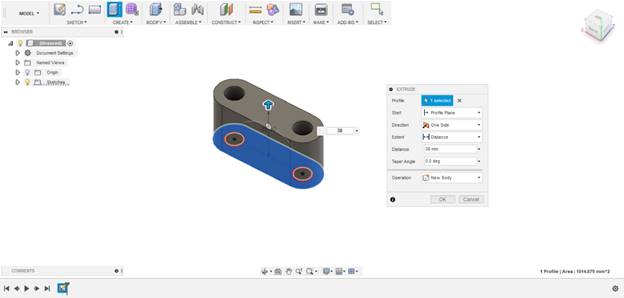 MODEL
SKETCH
CREATE
MODIFY
ASSEMBLE
CONSTRUCT
INSPECT
INSERT
MAKE
ADD-INS
SELECT
BROWSER
(Unsaved)
Document Settings
Named Views
Origin
Sketches
38
EXTRUDE
Profile 1 selected
Start Profile Plane
Direction One Side
Extent Distance
Distance 38 mm
Taper Angle 0.0 deg
Operation New Body
OK Cancel
COMMENTS
1 Profile | Area : 1014.875 mm^2